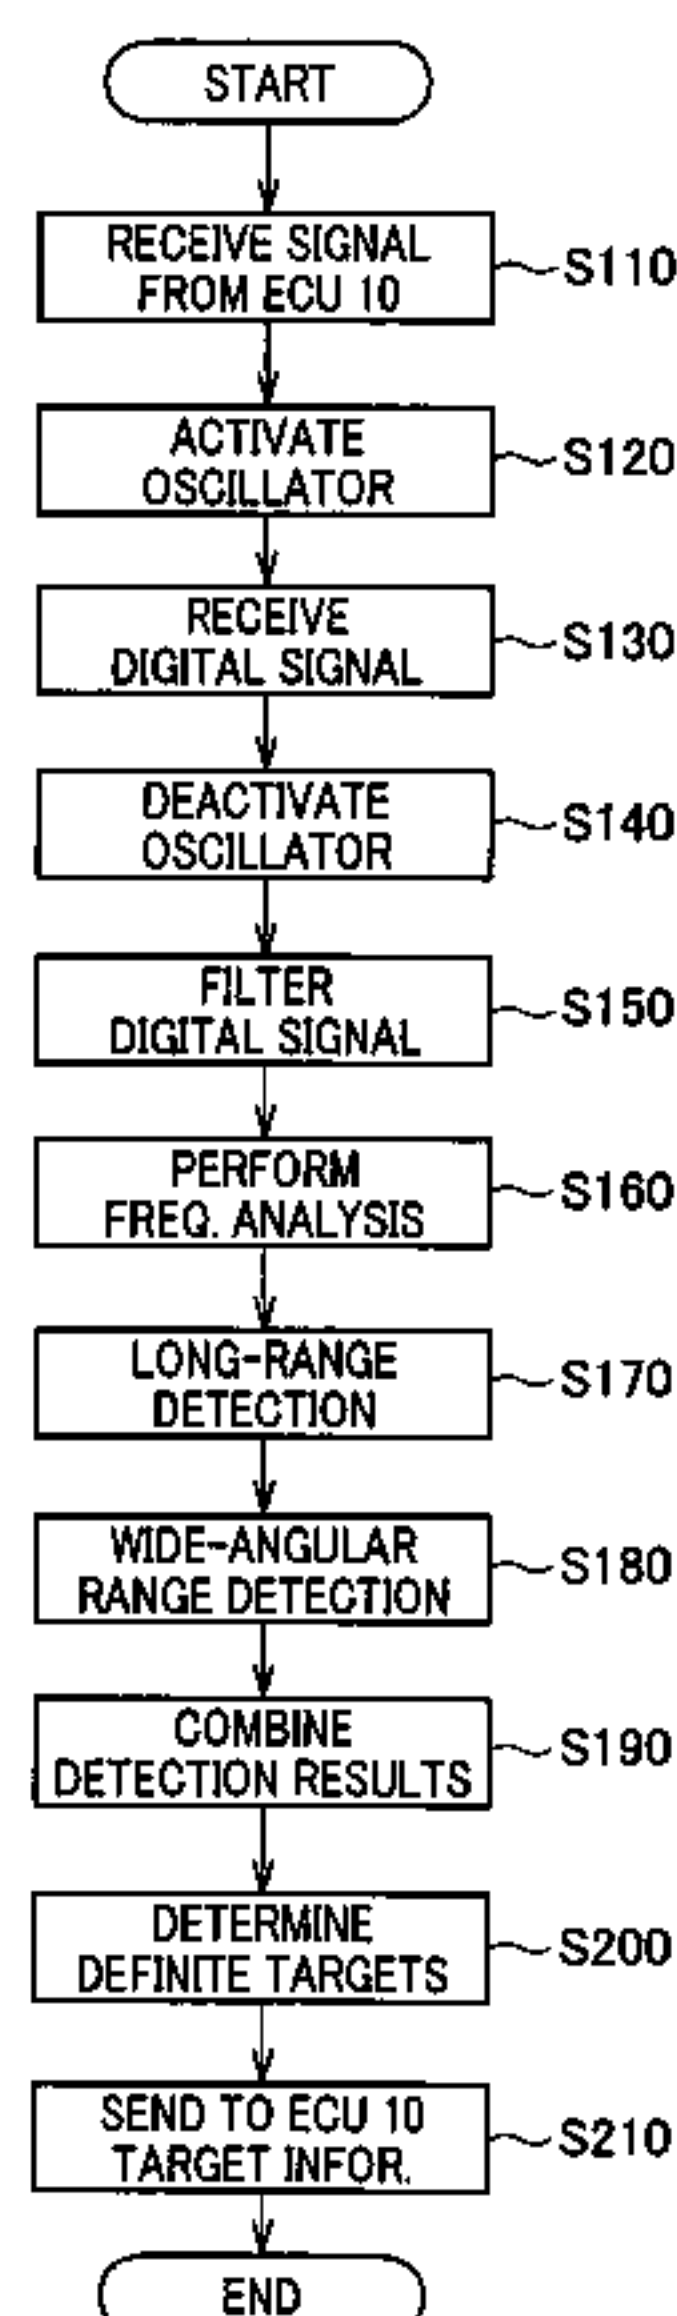 START
RECEIVE SIGNAL
FROM ECU 10
S110
ACTIVATE
OSCILLATOR
S120
RECEIVE
DIGITAL SIGNAL
S130
DEACTIVATE
OSCILLATOR
S140
FILTER
DIGITAL SIGNAL
S150
PERFORM
FREQ. ANALYSIS
S160
LONG-RANGE
DETECTION
S170
WIDE-ANGULAR
RANGE DETECTION
S180
COMBINE
DETECTION RESULTS
S190
DETERMINE
DEFINITE TARGETS
S200
SEND TO ECU 10
TARGET INFOR.
S210
END